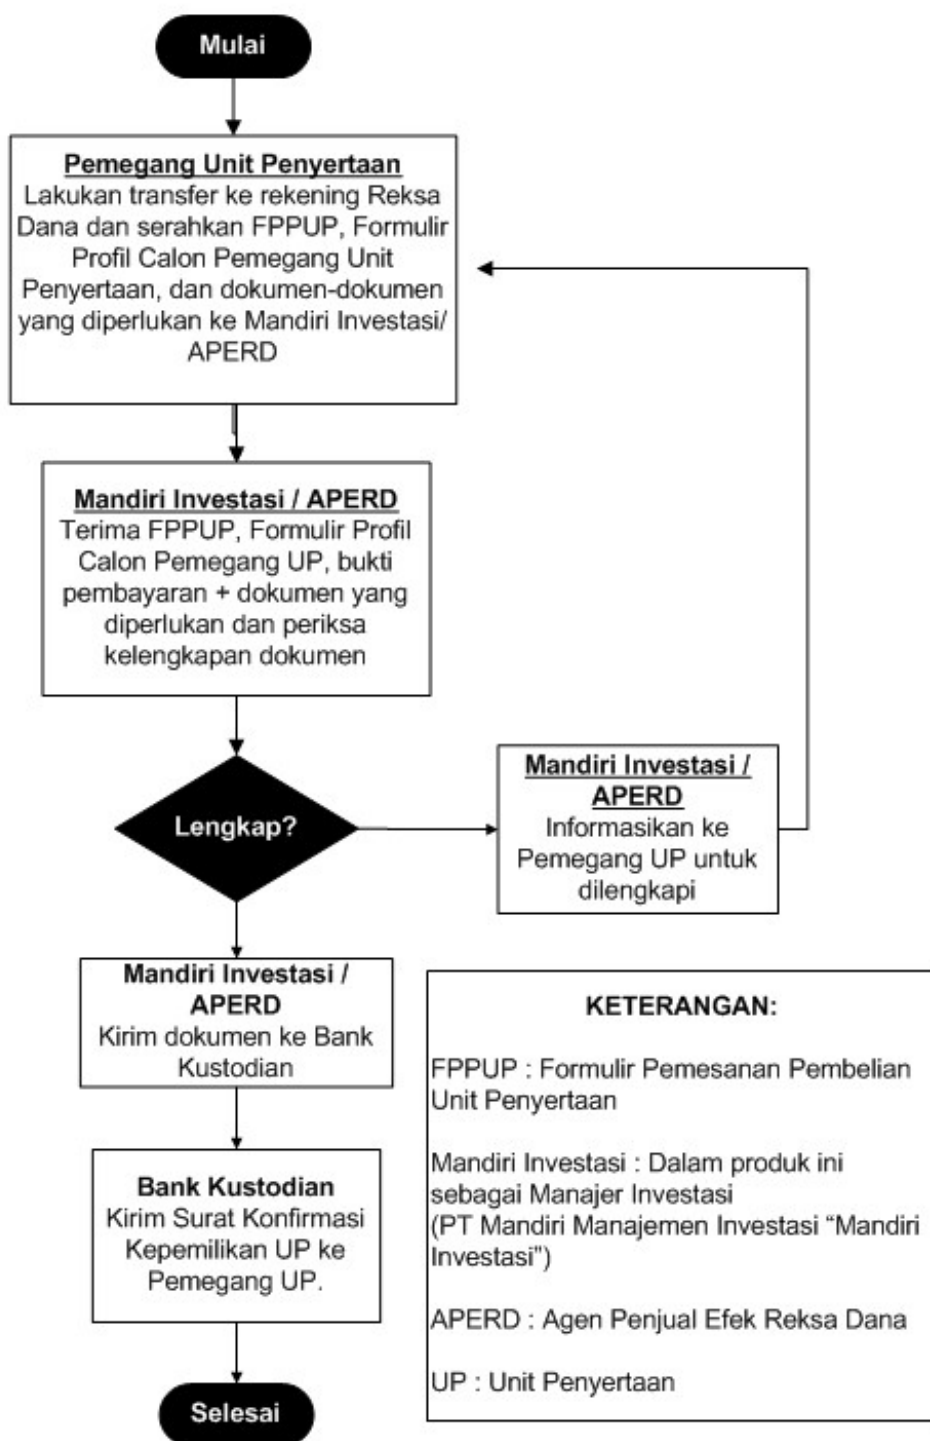 Mulai
Pemegang Unit Penyertaan
Lakukan transfer ke rekening Reksa
Dana dan serahkan FPPUP, Formulir
Profil Calon Pemegang Unit
Penyertaan, dan dokumen-dokumen
yang diperlukan ke Mandiri Investasi/
APERD
Mandiri Investasi / APERD
Terima FPPUP, Formulir Profil
Calon Pemegang UP, bukti
pembayaran + dokumen yang
diperlukan dan periksa
kelengkapan dokumen
Lengkap?
Mandiri Investasi /
APERD
Informasikan ke
Pemegang UP untuk
dilengkapi
Mandiri Investasi /
APERD
Kirim dokumen ke Bank
Kustodian
Bank Kustodian
Kirim Surat Konfirmasi
Kepemilikan UP ke
Pemegang UP.
Selesai
KETERANGAN:
FPPUP : Formulir Pemesanan Pembelian
Unit Penyertaan
Mandiri Investasi : Dalam produk ini
sebagai Manajer Investasi
(PT Mandiri Manajemen Investasi “Mandiri
Investasi”)
APERD : Agen Penjual Efek Reksa Dana
UP : Unit Penyertaan